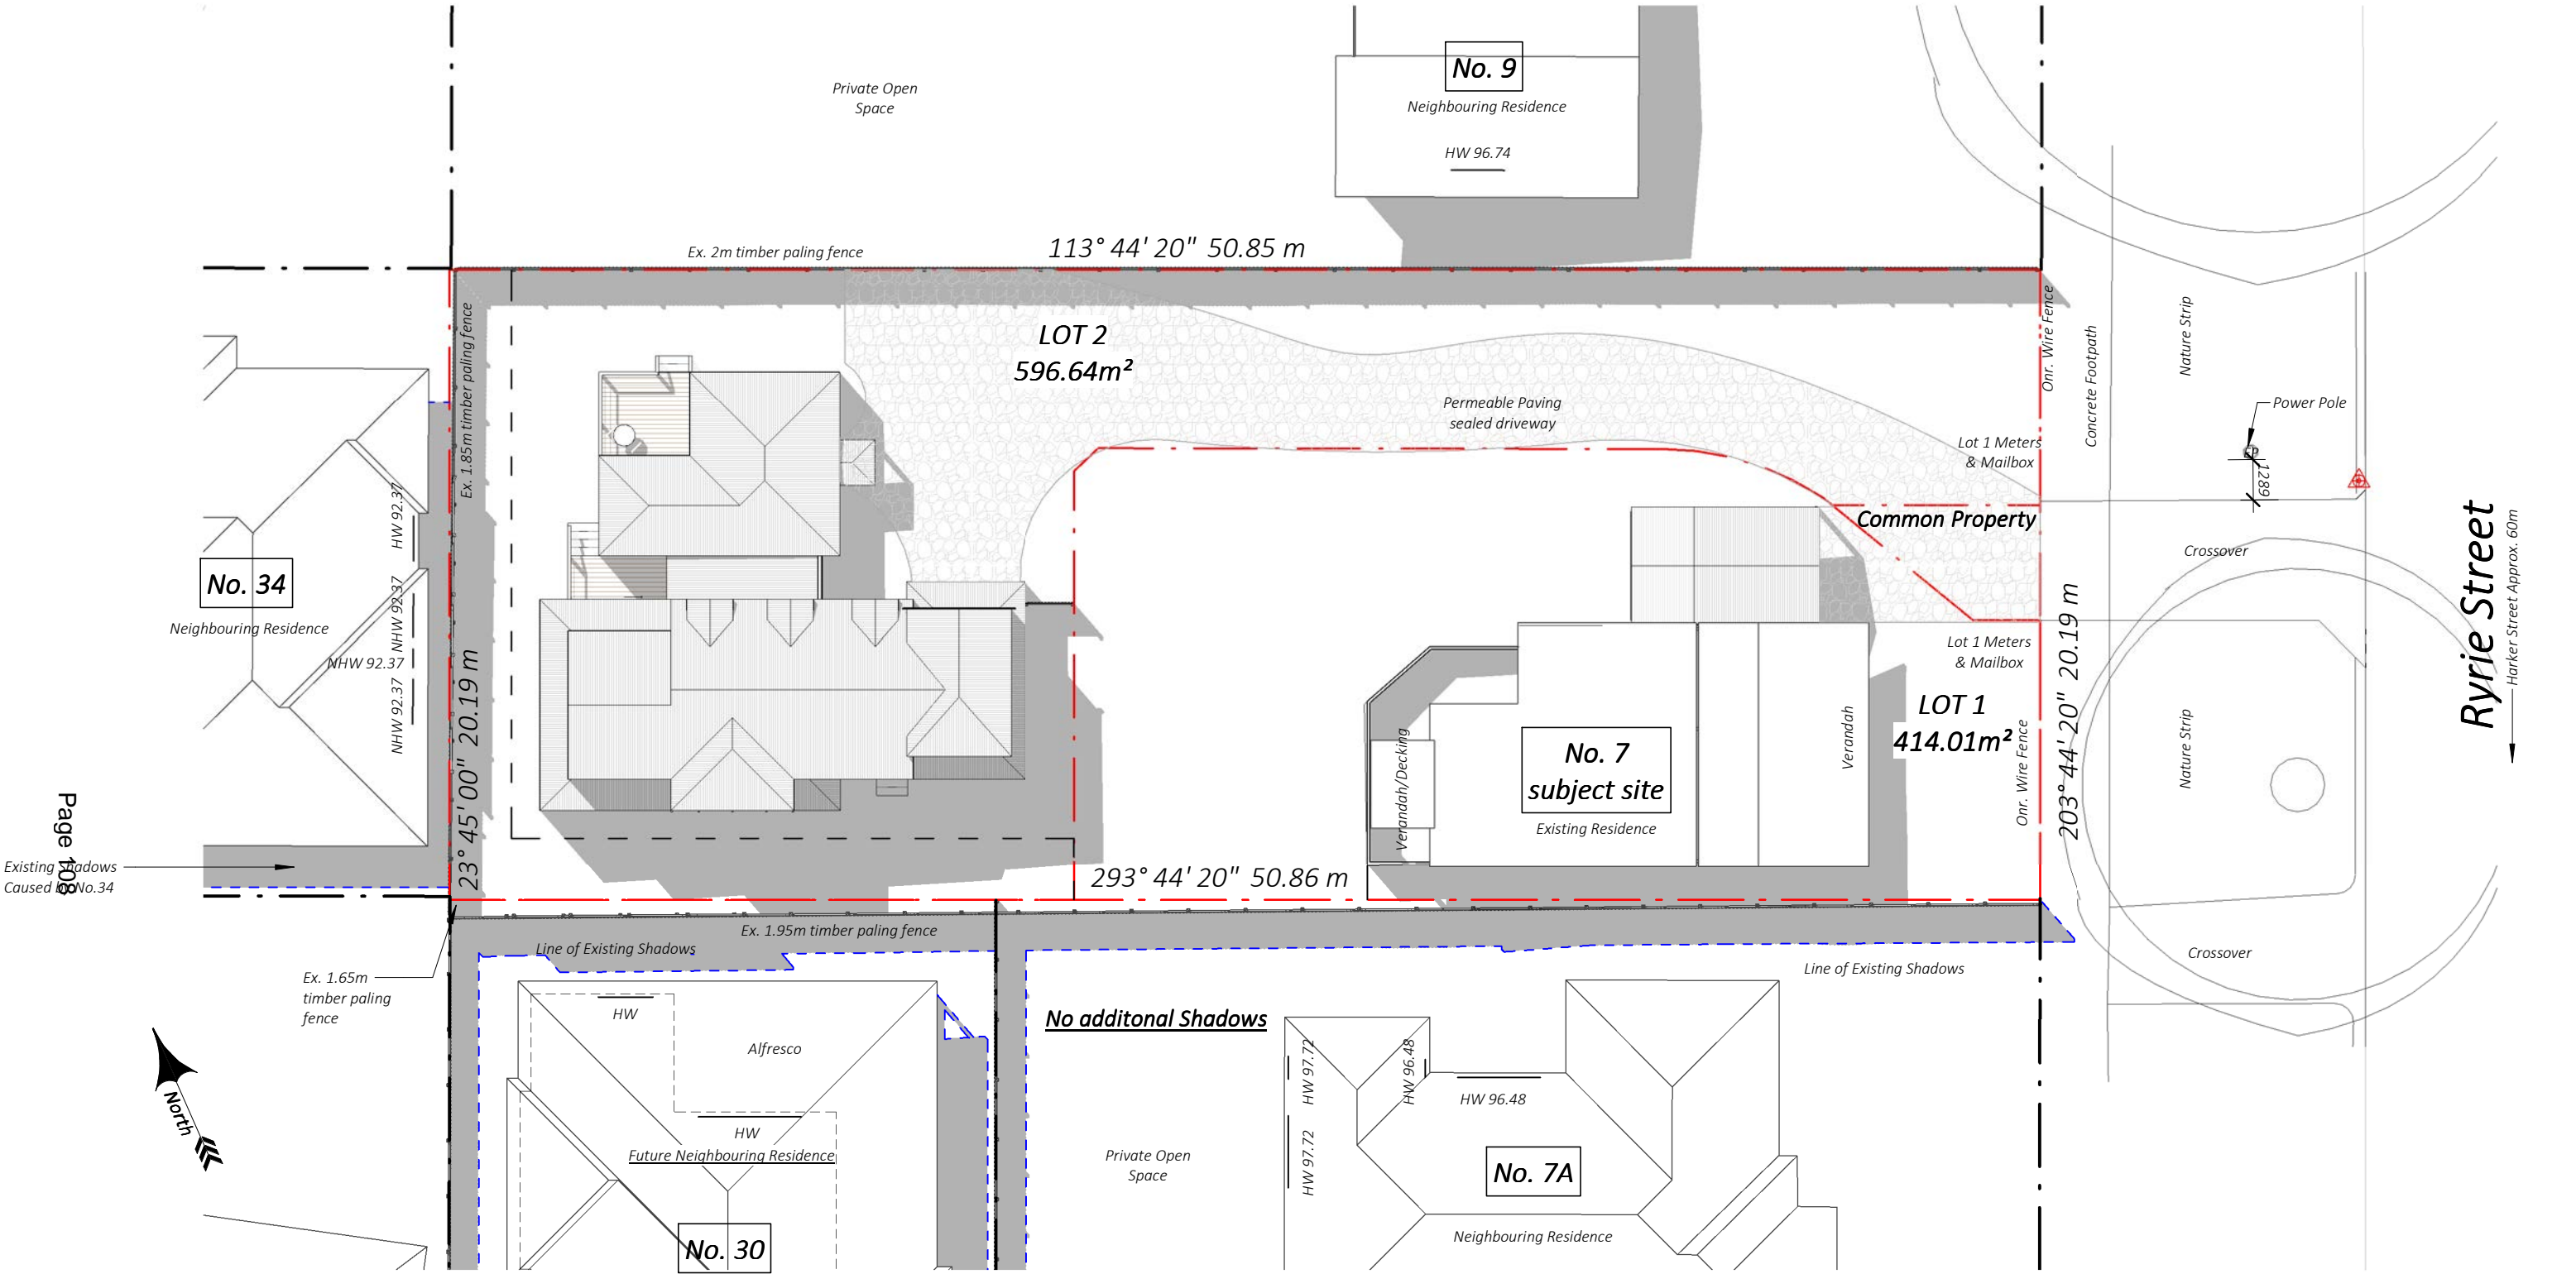 No. 9
Neighbouring Residence
HW 96.74
Private Open
Space
Ex. 2m timber paling fence
113° 44' 20" 50.85 m
Ex. 1.85m timber paling fence
LOT 2
596.64m²
Permeable Paving
sealed driveway
Onr. Wire Fence
Concrete Footpath
Nature Strip
Power Pole
EP
1289
Lot 1 Meters
& Mailbox
Common Property
Crossover
Ryrie Street
Harker Street Approx. 60m
HW 92.37
No. 34
Neighbouring Residence
NHW 92.37
NHW 92.37
NHW 92.37
23° 45' 00" 20.19 m
Lot 1 Meters
& Mailbox
LOT 1
414.01m²
Onr. Wire Fence
203° 44' 20" 20.19 m
Nature Strip
Verandah
No. 7
subject site
Existing Residence
Verandah/Decking
Page 108
Existing Shadows
Caused by No.34
293° 44' 20" 50.86 m
Ex. 1.95m timber paling fence
Line of Existing Shadows
Ex. 1.65m
timber paling
fence
Line of Existing Shadows
Crossover
HW
Alfresco
No additonal Shadows
HW
Future Neighbouring Residence
No. 30
North
Private Open
Space
HW 97.72
HW 97.72
HW 96.48
HW 96.48
No. 7A
Neighbouring Residence